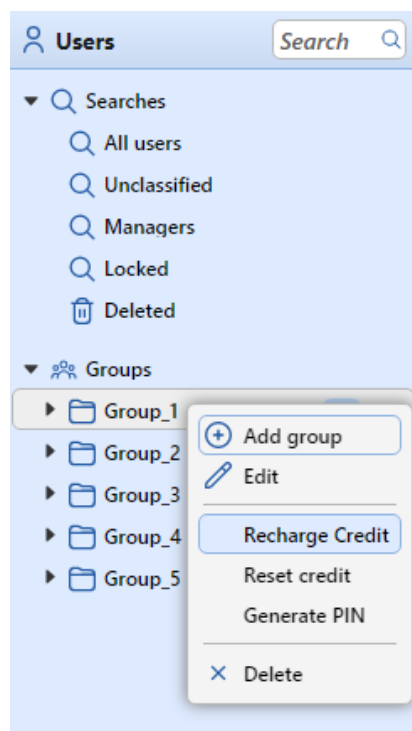 Users
Search
Searches
All users
Unclassified
Managers
Locked
Deleted
Groups
Group_1
Group_2
Group_3
Group_4
Group_5
Add group
Edit
Recharge Credit
Reset credit
Generate PIN
Delete